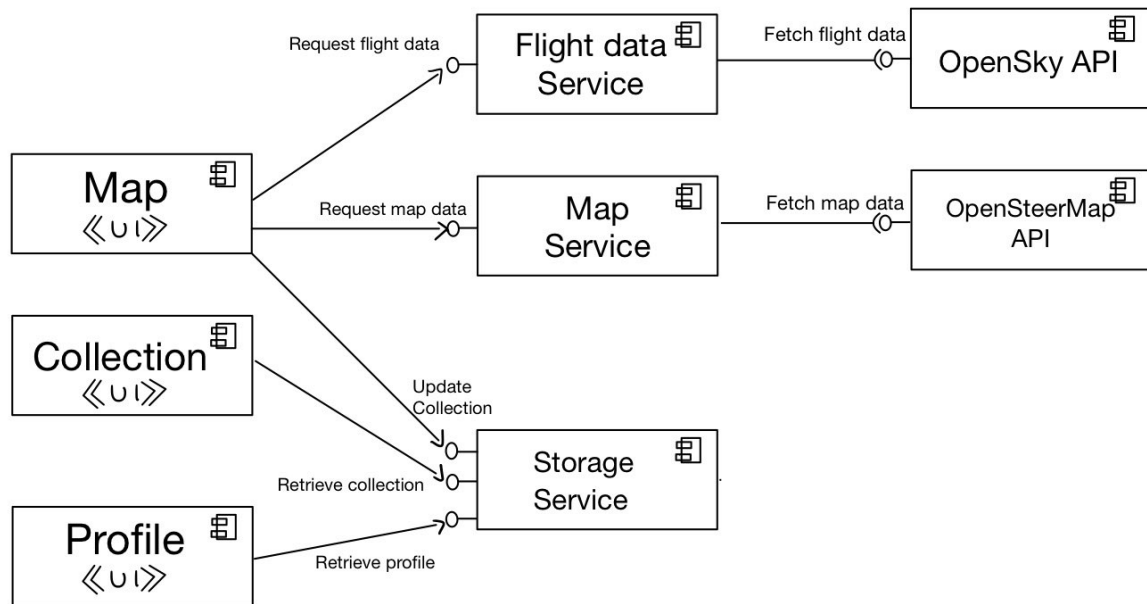 Request flight data
Flight data
Service
Fetch flight data
OpenSky API
Map
≪UI≫
Request map data
Map
Service
Fetch map data
OpenSteerMap
API
Collection
≪UI≫
Update
Collection
Retrieve collection
Storage
Service
Profile
≪UI≫
Retrieve profile